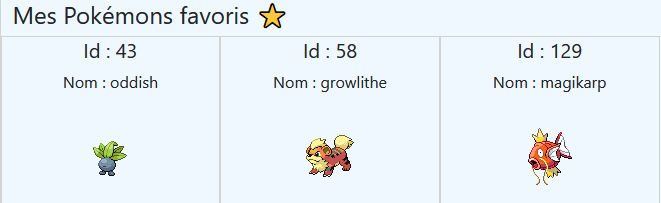 Mes Pokémons favoris ⭐
Id : 43
Nom : oddish
Id : 58
Nom : growlithe
Id : 129
Nom : magikarp